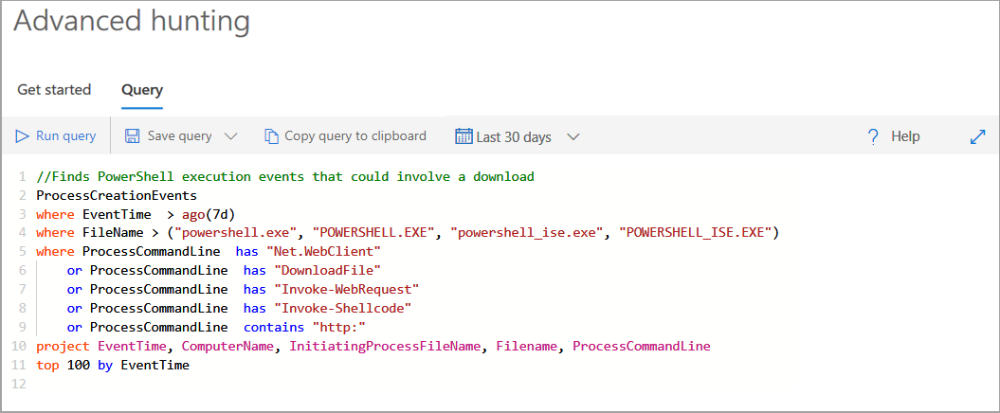 Advanced hunting
Get started Query
Run query Save query Copy query to clipboard Last 30 days ? Help
1 //Finds PowerShell execution events that could involve a download
2 ProcessCreationEvents
3 where EventTime  > ago(7d)
4 where FileName > ("powershell.exe", "POWERSHELL.EXE", "powershell_ise.exe", "POWERSHELL_ISE.EXE")
5 where ProcessCommandLine  has "Net.WebClient"
6     or ProcessCommandLine  has "DownloadFile"
7     or ProcessCommandLine  has "Invoke-WebRequest"
8     or ProcessCommandLine  has "Invoke-Shellcode"
9     or ProcessCommandLine  contains "http:"
10 project EventTime, ComputerName, InitiatingProcessFileName, Filename, ProcessCommandLine
11 top 100 by EventTime
12